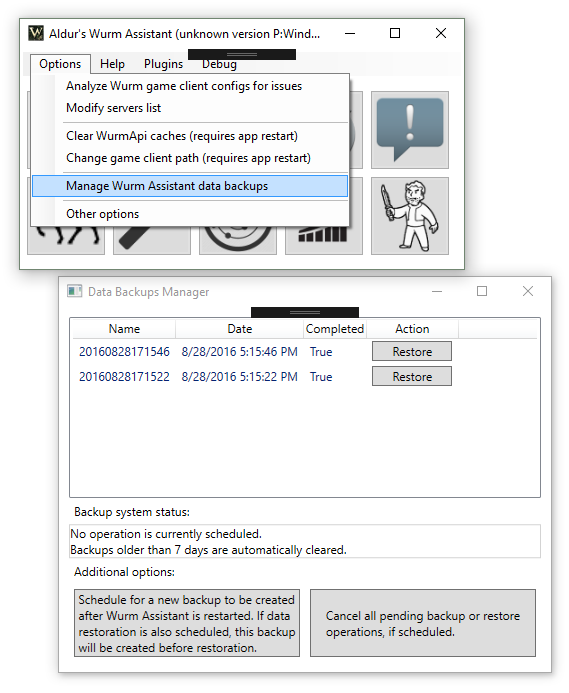 Aldur's Wurm Assistant (unknown version P:Wind...
Options Help Plugins Debug
Analyze Wurm game client configs for issues
Modify servers list
Clear WurmApi caches (requires app restart)
Change game client path (requires app restart)
Manage Wurm Assistant data backups
Other options
Data Backups Manager
Name Date Completed Action
20160828171546 8/28/2016 5:15:46 PM True Restore
20160828171522 8/28/2016 5:15:22 PM True Restore
Backup system status:
No operation is currently scheduled.
Backups older than 7 days are automatically cleared.
Additional options:
Schedule for a new backup to be created
after Wurm Assistant is restarted. If data
restoration is also scheduled, this backup
will be created before restoration.
Cancel all pending backup or restore
operations, if scheduled.